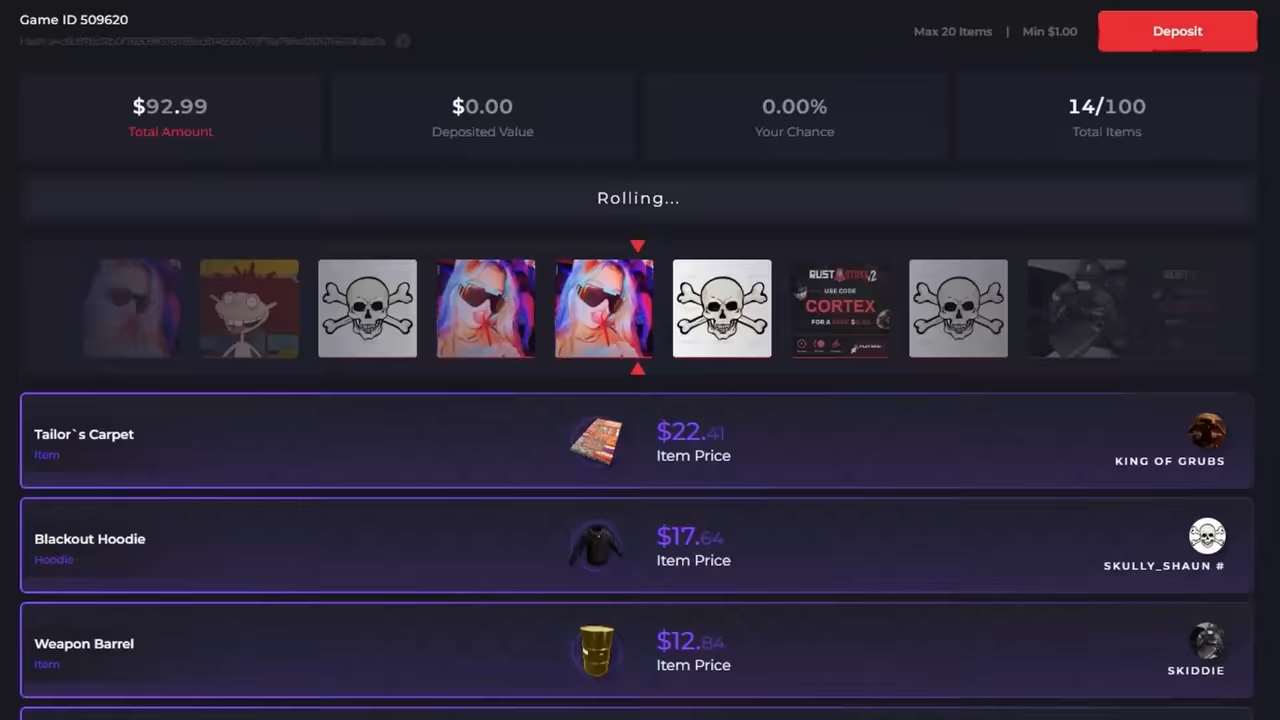 Game ID 509620
Max 20 Items | Min $1.00
Deposit
$92.99
Total Amount
$0.00
Deposited Value
0.00%
Your Chance
14/100
Total Items
Rolling...
RUST
v2
USE CODE
CORTEX
FOR A
Tailor`s Carpet
Item
$22.41
Item Price
KING OF GRUBS
Blackout Hoodie
Hoodie
$17.64
Item Price
SKULLY_SHAUN #
Weapon Barrel
Item
$12.84
Item Price
SKIDDIE